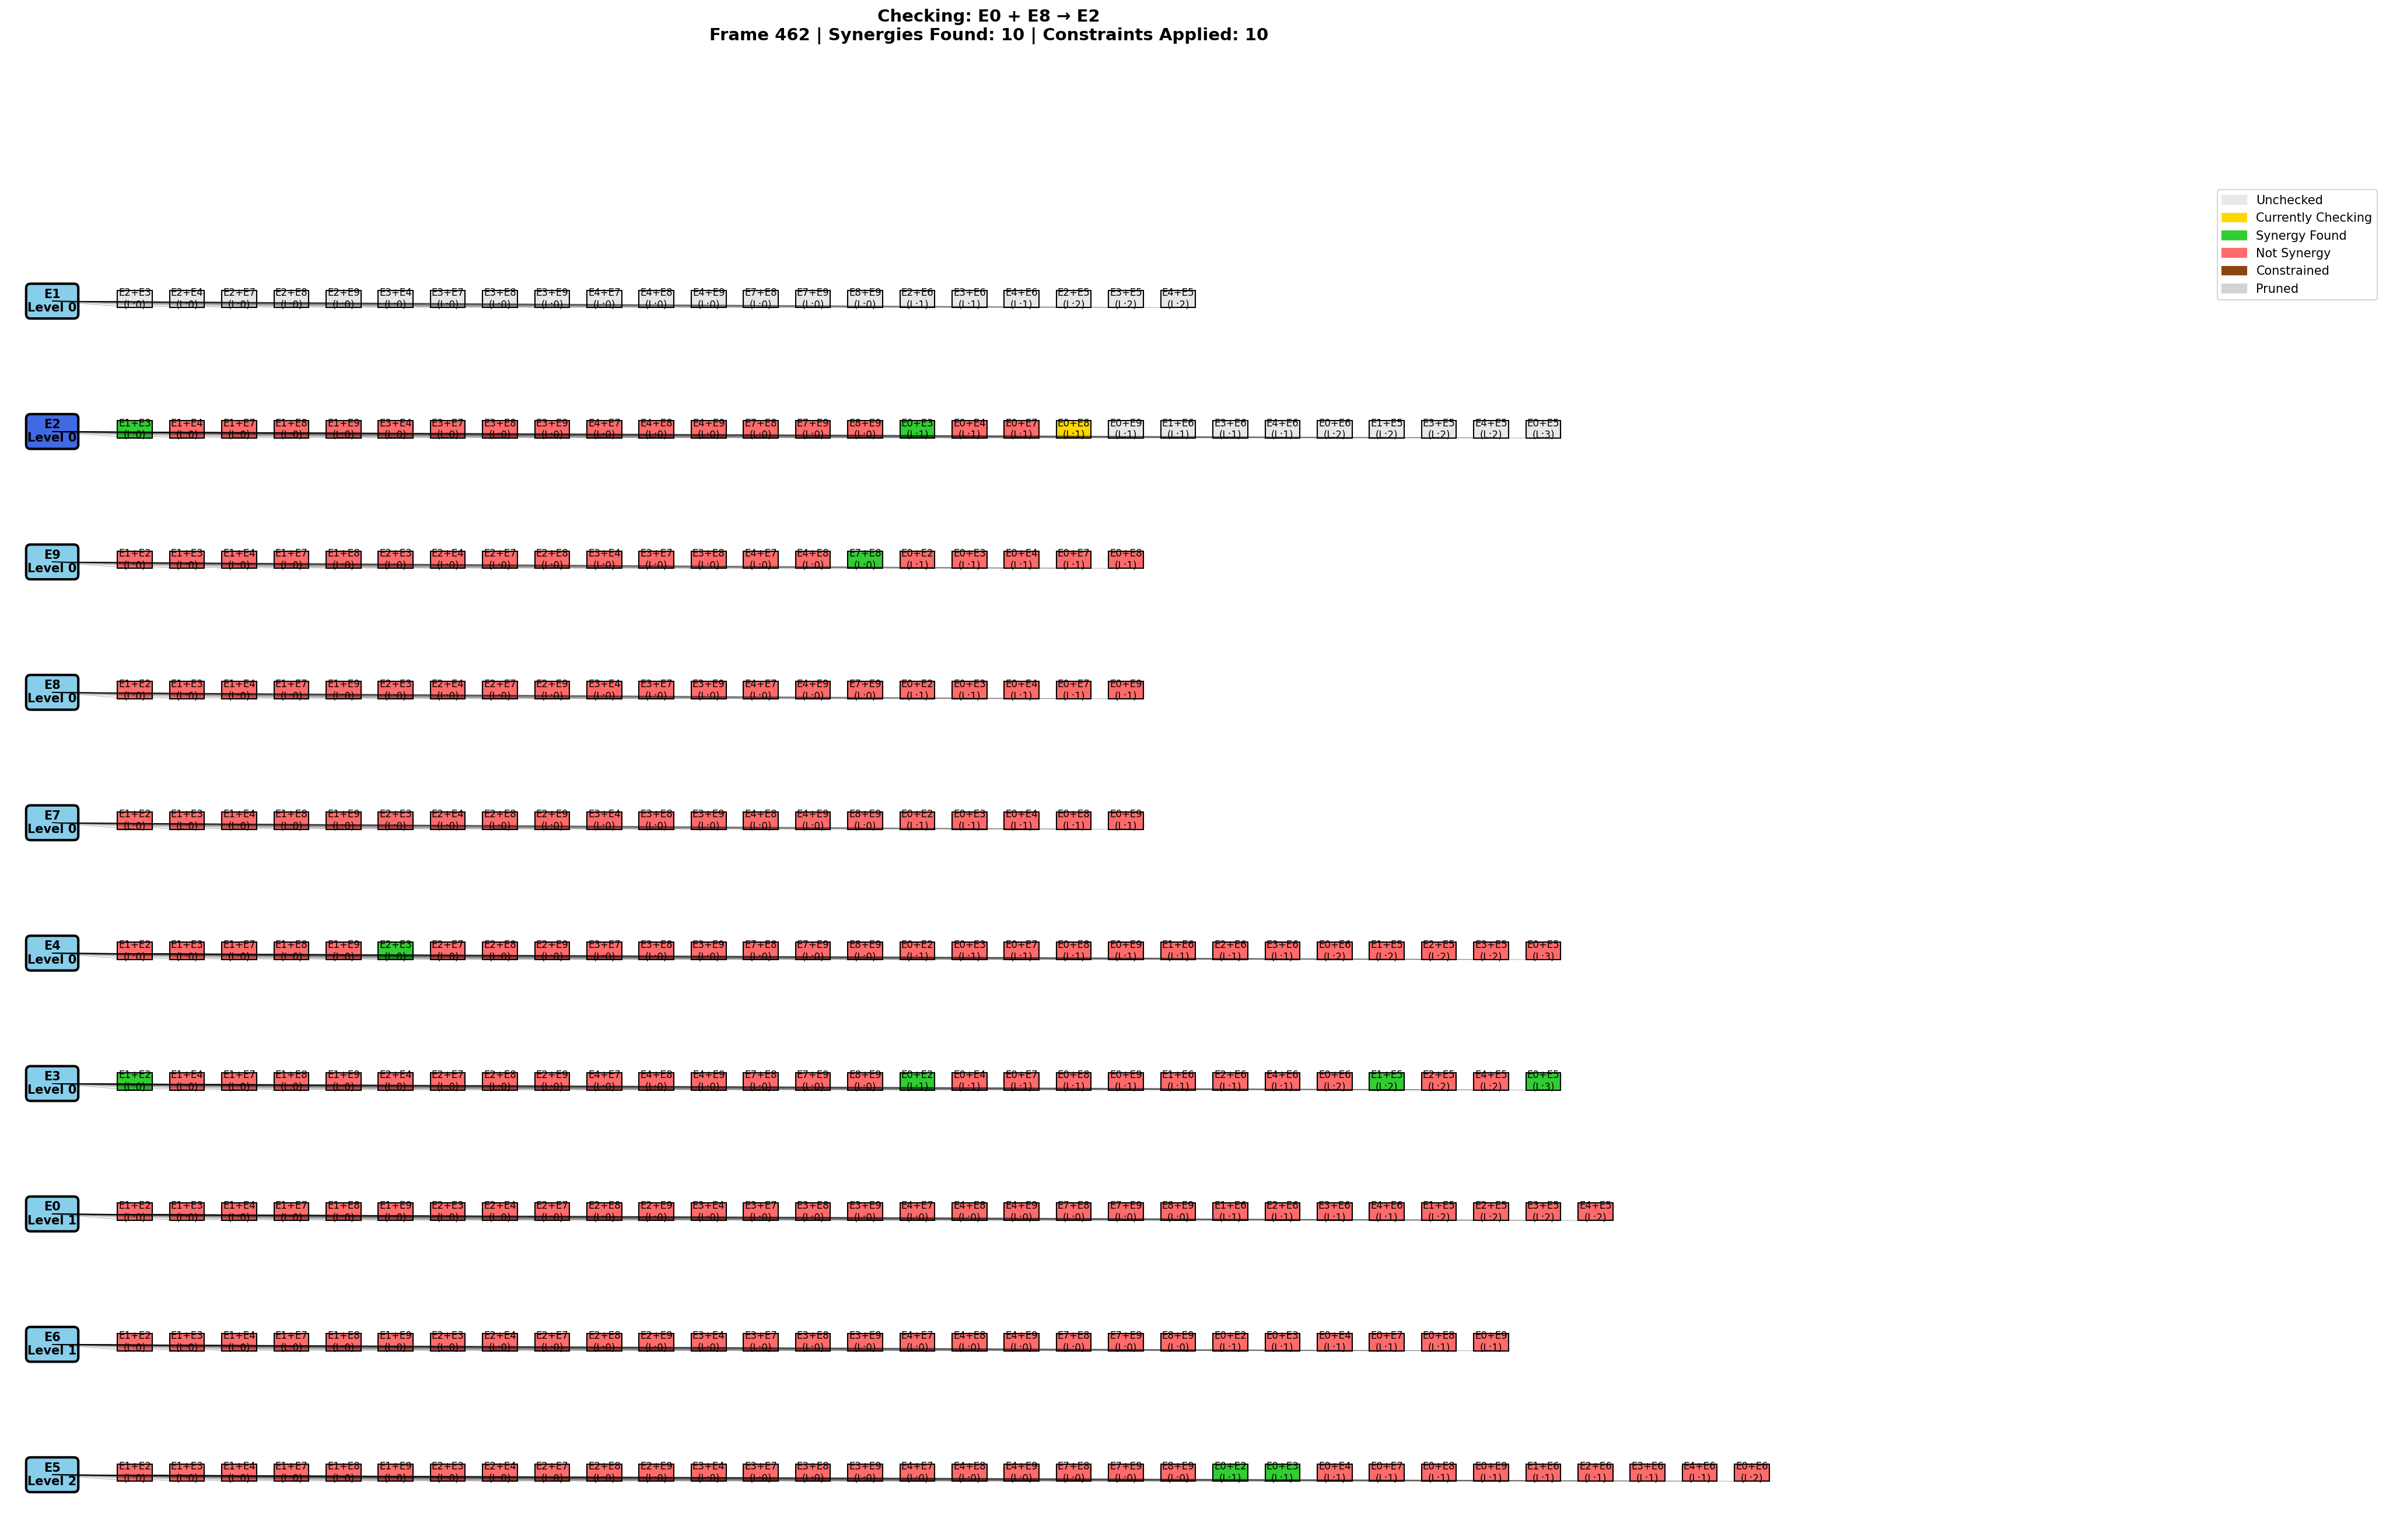 Checking: E0 + E8 → E2
Frame 462 | Synergies Found: 10 | Constraints Applied: 10
Unchecked
Currently Checking
Synergy Found
Not Synergy
Constrained
Pruned
E1 E2+E3 E2+E4 E2+E7 E2+E8 E2+E9 E3+E4 E3+E7 E3+E8 E3+E9 E4+E7 E4+E8 E4+E9 E7+E8 E7+E9 E8+E9 E2+E6 E3+E6 E4+E6 E2+E5 E3+E5 E4+E5
Level 0 (L:0) (L:0) (L:0) (L:0) (L:0) (L:0) (L:0) (L:0) (L:0) (L:0) (L:0) (L:0) (L:0) (L:0) (L:0) (L:1) (L:1) (L:1) (L:2) (L:2) (L:2)
E2 E1+E3 E1+E4 E1+E7 E1+E8 E1+E9 E3+E4 E3+E7 E3+E8 E3+E9 E4+E7 E4+E8 E4+E9 E7+E8 E7+E9 E8+E9 E0+E3 E0+E4 E0+E7 E0+E8 E0+E9 E1+E6 E3+E6 E4+E6 E0+E6 E1+E5 E3+E5 E4+E5 E0+E5
Level 0 (L:0) (L:0) (L:0) (L:0) (L:0) (L:0) (L:0) (L:0) (L:0) (L:0) (L:0) (L:0) (L:0) (L:0) (L:0) (L:1) (L:1) (L:1) (L:1) (L:1) (L:1) (L:1) (L:1) (L:2) (L:2) (L:2) (L:2) (L:3)
E9 E1+E2 E1+E3 E1+E4 E1+E7 E1+E8 E2+E3 E2+E4 E2+E7 E2+E8 E3+E4 E3+E7 E3+E8 E4+E7 E4+E8 E7+E8 E0+E2 E0+E3 E0+E4 E0+E7 E0+E8
Level 0 (L:0) (L:0) (L:0) (L:0) (L:0) (L:0) (L:0) (L:0) (L:0) (L:0) (L:0) (L:0) (L:0) (L:0) (L:0) (L:1) (L:1) (L:1) (L:1) (L:1)
E8 E1+E2 E1+E3 E1+E4 E1+E7 E1+E9 E2+E3 E2+E4 E2+E7 E2+E9 E3+E4 E3+E7 E3+E9 E4+E7 E4+E9 E7+E9 E0+E2 E0+E3 E0+E4 E0+E7 E0+E9
Level 0 (L:0) (L:0) (L:0) (L:0) (L:0) (L:0) (L:0) (L:0) (L:0) (L:0) (L:0) (L:0) (L:0) (L:0) (L:0) (L:1) (L:1) (L:1) (L:1) (L:1)
E7 E1+E2 E1+E3 E1+E4 E1+E8 E1+E9 E2+E3 E2+E4 E2+E8 E2+E9 E3+E4 E3+E8 E3+E9 E4+E8 E4+E9 E8+E9 E0+E2 E0+E3 E0+E4 E0+E8 E0+E9
Level 0 (L:0) (L:0) (L:0) (L:0) (L:0) (L:0) (L:0) (L:0) (L:0) (L:0) (L:0) (L:0) (L:0) (L:0) (L:0) (L:1) (L:1) (L:1) (L:1) (L:1)
E4 E1+E2 E1+E3 E1+E7 E1+E8 E1+E9 E2+E3 E2+E7 E2+E8 E2+E9 E3+E7 E3+E8 E3+E9 E7+E8 E7+E9 E8+E9 E0+E2 E0+E3 E0+E7 E0+E8 E0+E9 E1+E6 E2+E6 E3+E6 E0+E6 E1+E5 E2+E5 E3+E5 E0+E5
Level 0 (L:0) (L:0) (L:0) (L:0) (L:0) (L:0) (L:0) (L:0) (L:0) (L:0) (L:0) (L:0) (L:0) (L:0) (L:0) (L:1) (L:1) (L:1) (L:1) (L:1) (L:1) (L:1) (L:1) (L:2) (L:2) (L:2) (L:2) (L:3)
E3 E1+E2 E1+E4 E1+E7 E1+E8 E1+E9 E2+E4 E2+E7 E2+E8 E2+E9 E4+E7 E4+E8 E4+E9 E7+E8 E7+E9 E8+E9 E0+E2 E0+E4 E0+E7 E0+E8 E0+E9 E1+E6 E2+E6 E4+E6 E0+E6 E1+E5 E2+E5 E4+E5 E0+E5
Level 0 (L:0) (L:0) (L:0) (L:0) (L:0) (L:0) (L:0) (L:0) (L:0) (L:0) (L:0) (L:0) (L:0) (L:0) (L:0) (L:1) (L:1) (L:1) (L:1) (L:1) (L:1) (L:1) (L:1) (L:2) (L:2) (L:2) (L:2) (L:3)
E0 E1+E2 E1+E3 E1+E4 E1+E7 E1+E8 E1+E9 E2+E3 E2+E4 E2+E7 E2+E8 E2+E9 E3+E4 E3+E7 E3+E8 E3+E9 E4+E7 E4+E8 E4+E9 E7+E8 E7+E9 E8+E9 E1+E6 E2+E6 E3+E6 E4+E6 E1+E5 E2+E5 E3+E5 E4+E5
Level 1 (L:0) (L:0) (L:0) (L:0) (L:0) (L:0) (L:0) (L:0) (L:0) (L:0) (L:0) (L:0) (L:0) (L:0) (L:0) (L:0) (L:0) (L:0) (L:0) (L:0) (L:0) (L:1) (L:1) (L:1) (L:1) (L:2) (L:2) (L:2) (L:2)
E6 E1+E2 E1+E3 E1+E4 E1+E7 E1+E8 E1+E9 E2+E3 E2+E4 E2+E7 E2+E8 E2+E9 E3+E4 E3+E7 E3+E8 E3+E9 E4+E7 E4+E8 E4+E9 E7+E8 E7+E9 E8+E9 E0+E2 E0+E3 E0+E4 E0+E7 E0+E8 E0+E9
Level 1 (L:0) (L:0) (L:0) (L:0) (L:0) (L:0) (L:0) (L:0) (L:0) (L:0) (L:0) (L:0) (L:0) (L:0) (L:0) (L:0) (L:0) (L:0) (L:0) (L:0) (L:0) (L:1) (L:1) (L:1) (L:1) (L:1) (L:1)
E5 E1+E2 E1+E3 E1+E4 E1+E7 E1+E8 E1+E9 E2+E3 E2+E4 E2+E7 E2+E8 E2+E9 E3+E4 E3+E7 E3+E8 E3+E9 E4+E7 E4+E8 E4+E9 E7+E8 E7+E9 E8+E9 E0+E2 E0+E3 E0+E4 E0+E7 E0+E8 E0+E9 E1+E6 E2+E6 E3+E6 E4+E6 E0+E6
Level 2 (L:0) (L:0) (L:0) (L:0) (L:0) (L:0) (L:0) (L:0) (L:0) (L:0) (L:0) (L:0) (L:0) (L:0) (L:0) (L:0) (L:0) (L:0) (L:0) (L:0) (L:0) (L:1) (L:1) (L:1) (L:1) (L:1) (L:1) (L:1) (L:1) (L:1) (L:1) (L:2)